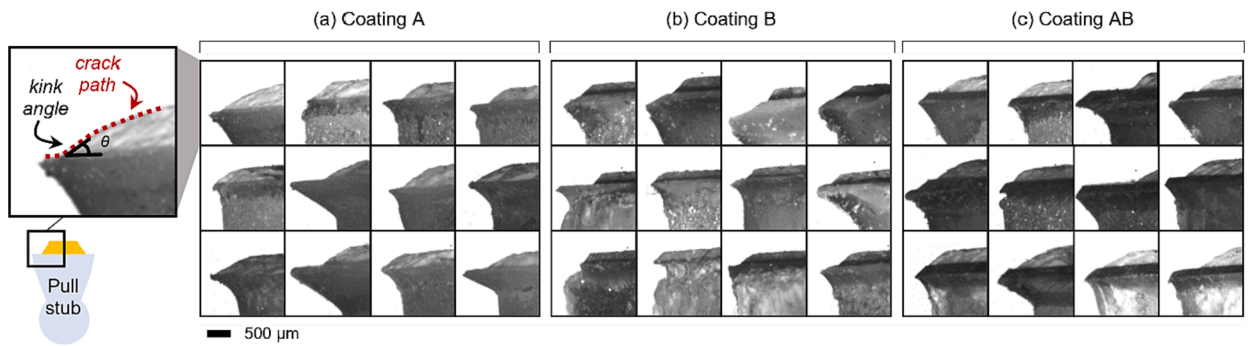 (a) Coating A
(b) Coating B
(c) Coating AB
crack
path
kink
angle
θ
Pull
stub
500 μm